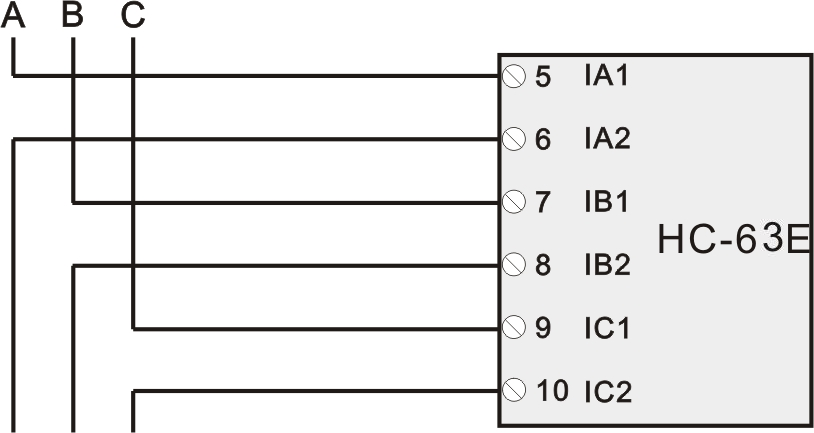 A B C
5 IA1
6 IA2
7 IB1
HC-63E
8 IB2
9 IC1
10 IC2